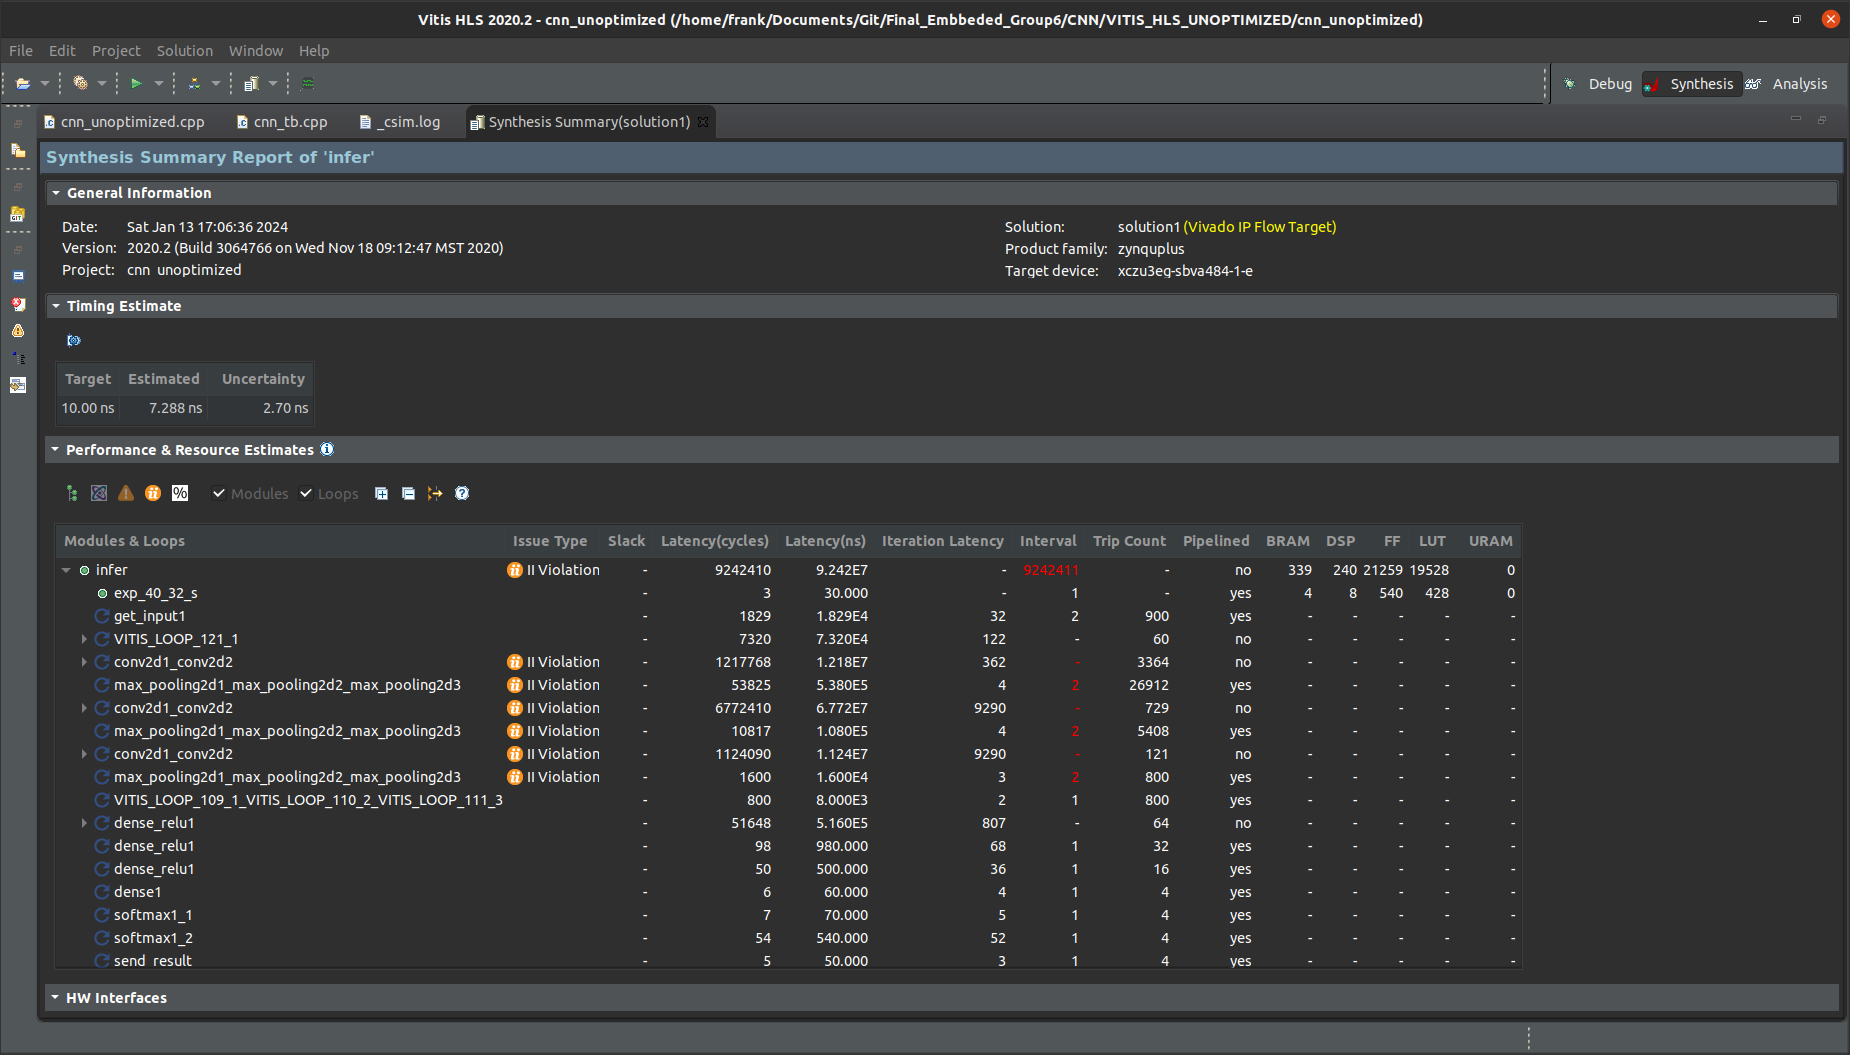 Vitis HLS 2020.2 - cnn_unoptimized (/home/frank/Documents/Git/Final_Embbeded_Group6/CNN/VITIS_HLS_UNOPTIMIZED/cnn_unoptimized)
File Edit Project Solution Window Help
Debug Synthesis Analysis
cnn_unoptimized.cpp cnn_tb.cpp _csim.log Synthesis Summary(solution1)
Synthesis Summary Report of 'infer'
General Information
Date: Sat Jan 13 17:06:36 2024 Solution: solution1 (Vivado IP Flow Target)
Version: 2020.2 (Build 3064766 on Wed Nov 18 09:12:47 MST 2020) Product family: zynquplus
Project: cnn_unoptimized Target device: xczu3eg-sbva484-1-e
Timing Estimate
Target Estimated Uncertainty
10.00 ns 7.288 ns 2.70 ns
Performance & Resource Estimates
% Modules Loops
Modules & Loops Issue Type Slack Latency(cycles) Latency(ns) Iteration Latency Interval Trip Count Pipelined BRAM DSP FF LUT URAM
infer II Violation - 9242410 9.242E7 - 9242411 - no 339 240 21259 19528 0
exp_40_32_s - 3 30.000 - 1 - yes 4 8 540 428 0
get_input1 - 1829 1.829E4 32 2 900 yes - - - - -
VITIS_LOOP_121_1 - 7320 7.320E4 122 - 60 no - - - - -
conv2d1_conv2d2 II Violation - 1217768 1.218E7 362 - 3364 no - - - - -
max_pooling2d1_max_pooling2d2_max_pooling2d3 II Violation - 53825 5.380E5 4 2 26912 yes - - - - -
conv2d1_conv2d2 II Violation - 6772410 6.772E7 9290 - 729 no - - - - -
max_pooling2d1_max_pooling2d2_max_pooling2d3 II Violation - 10817 1.080E5 4 2 5408 yes - - - - -
conv2d1_conv2d2 II Violation - 1124090 1.124E7 9290 - 121 no - - - - -
max_pooling2d1_max_pooling2d2_max_pooling2d3 II Violation - 1600 1.600E4 3 2 800 yes - - - - -
VITIS_LOOP_109_1_VITIS_LOOP_110_2_VITIS_LOOP_111_3 - 800 8.000E3 2 1 800 yes - - - - -
dense_relu1 - 51648 5.160E5 807 - 64 no - - - - -
dense_relu1 - 98 980.000 68 1 32 yes - - - - -
dense_relu1 - 50 500.000 36 1 16 yes - - - - -
dense1 - 6 60.000 4 1 4 yes - - - - -
softmax1_1 - 7 70.000 5 1 4 yes - - - - -
softmax1_2 - 54 540.000 52 1 4 yes - - - - -
send_result - 5 50.000 3 1 4 yes - - - - -
HW Interfaces